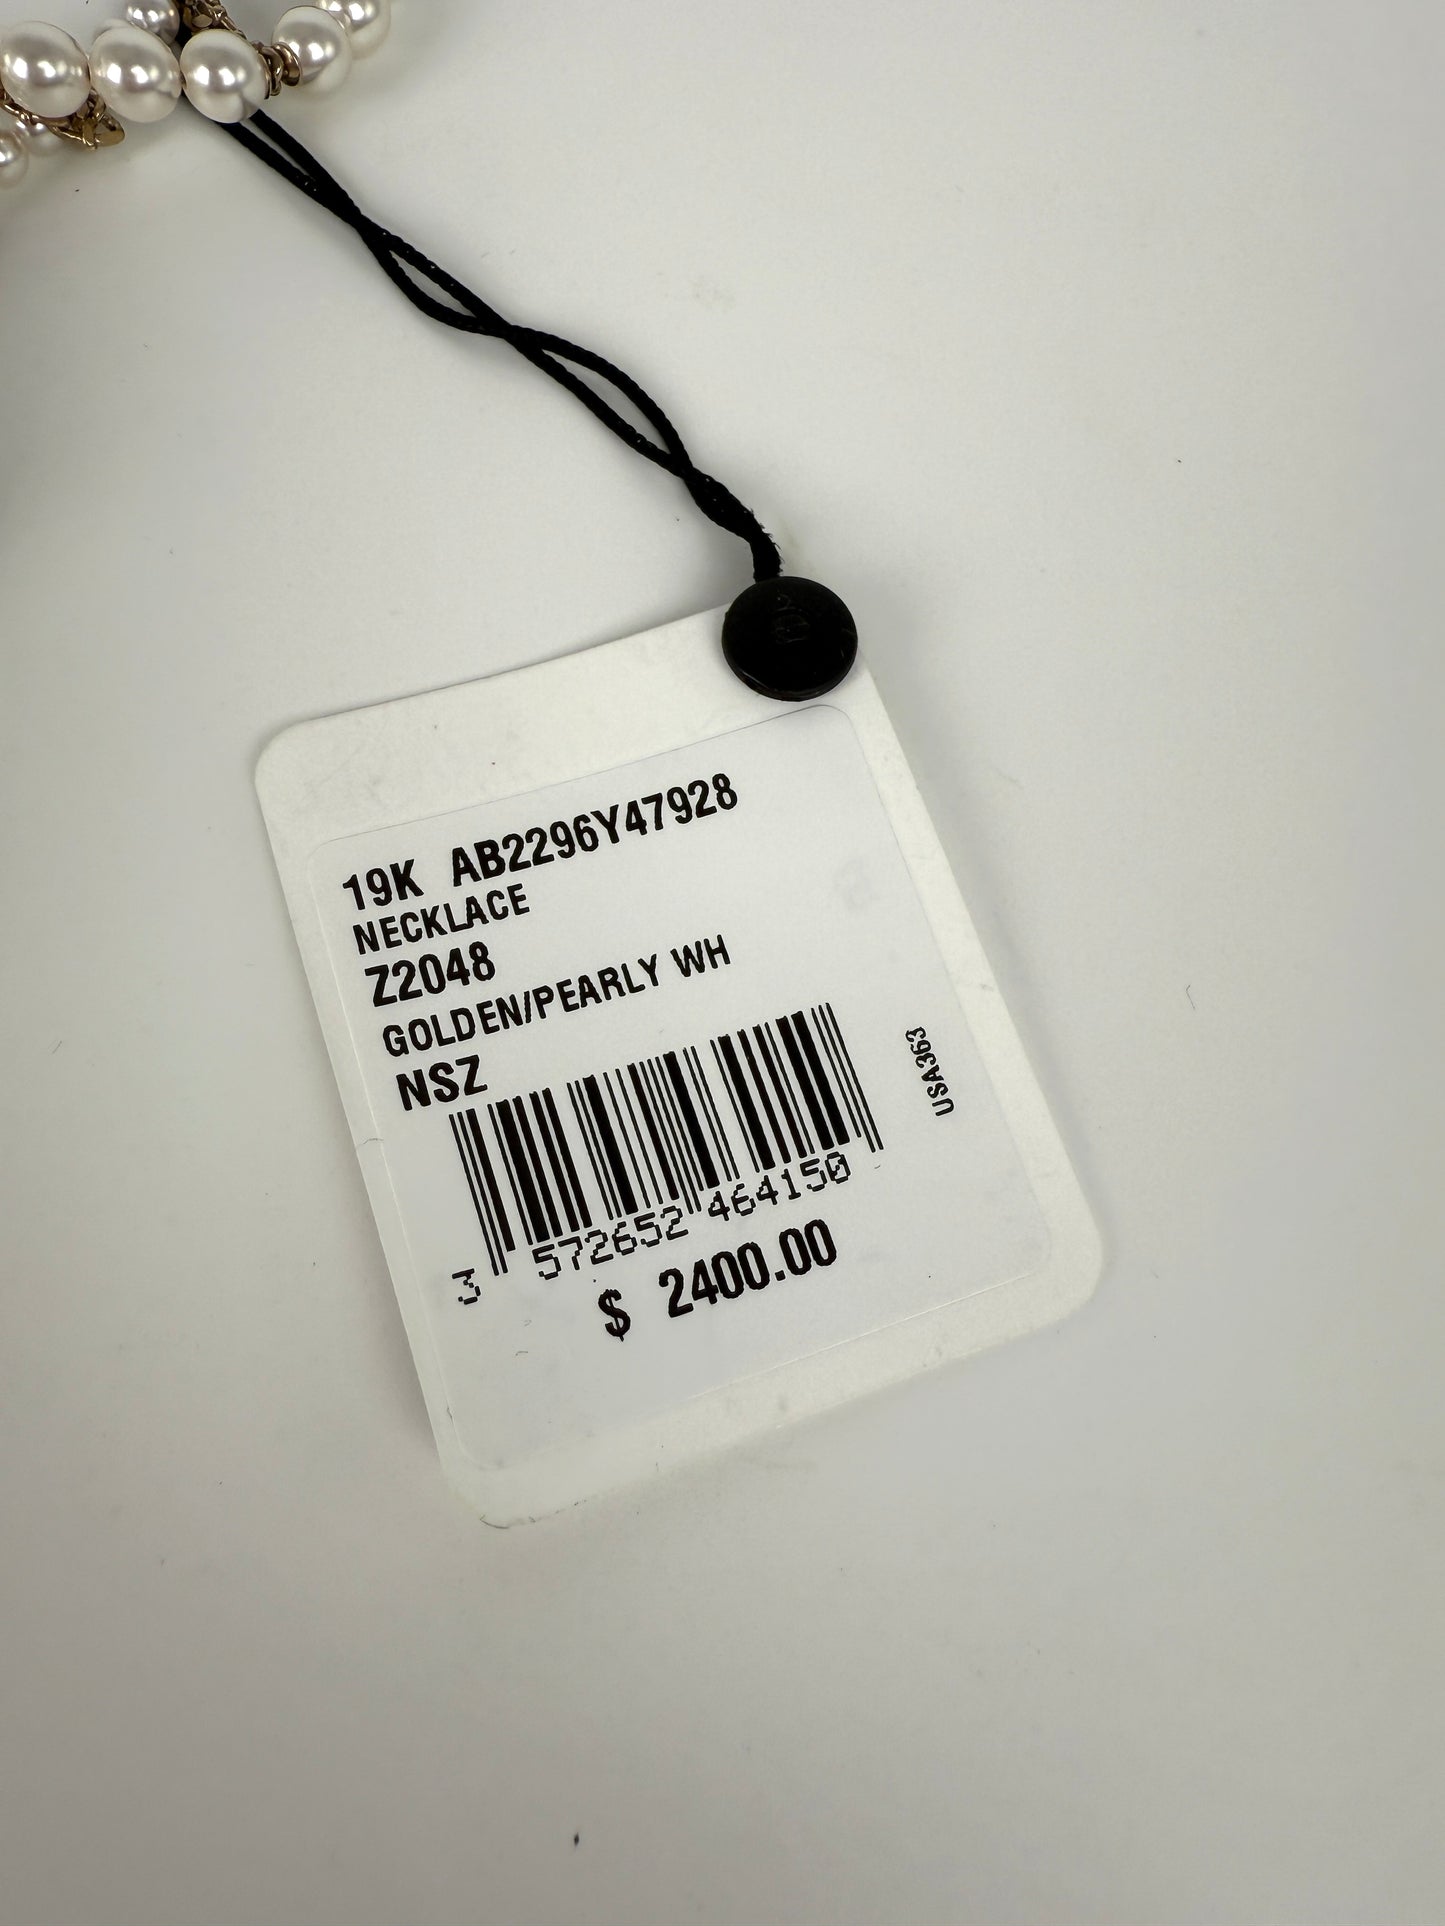 19K AB2296Y47928
NECKLACE
Z2048
GOLDEN/PEARLY WH
NSZ
USA363
3 572652 464150
$ 2400.00